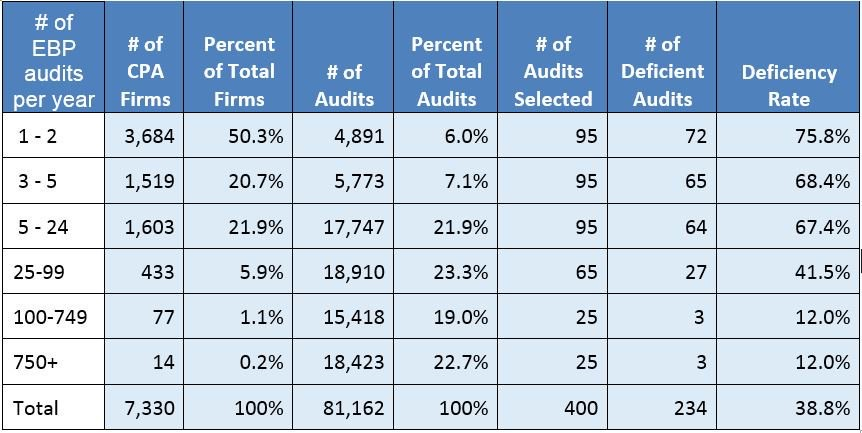 # of EBP audits per year | # of CPA Firms | Percent of Total Firms | # of Audits | Percent of Total Audits | # of Audits Selected | # of Deficient Audits | Deficiency Rate
1 - 2 | 3,684 | 50.3% | 4,891 | 6.0% | 95 | 72 | 75.8%
3 - 5 | 1,519 | 20.7% | 5,773 | 7.1% | 95 | 65 | 68.4%
5 - 24 | 1,603 | 21.9% | 17,747 | 21.9% | 95 | 64 | 67.4%
25-99 | 433 | 5.9% | 18,910 | 23.3% | 65 | 27 | 41.5%
100-749 | 77 | 1.1% | 15,418 | 19.0% | 25 | 3 | 12.0%
750+ | 14 | 0.2% | 18,423 | 22.7% | 25 | 3 | 12.0%
Total | 7,330 | 100% | 81,162 | 100% | 400 | 234 | 38.8%